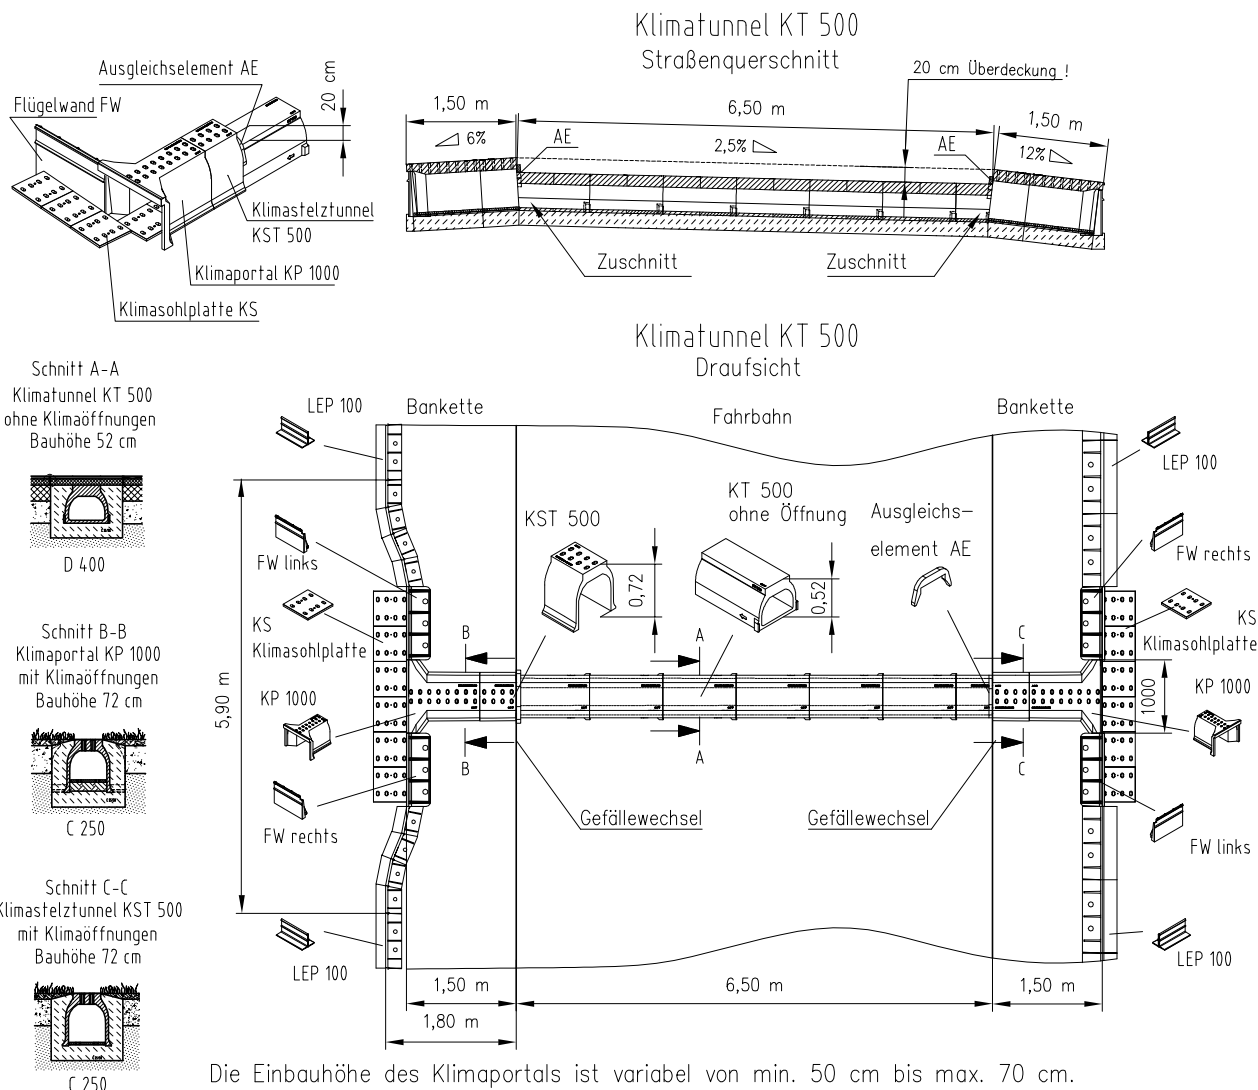 Klimatunnel KT 500
Straßenquerschnitt
Ausgleichselement AE
Flügelwand FW
20 cm
Klimastelztunnel
KST 500
Klimaportal KP 1000
Klimasohlplatte KS
20 cm Überdeckung !
1,50 m
6,50 m
1,50 m
6%
AE
2,5%
AE
12%
Zuschnitt
Zuschnitt
Klimatunnel KT 500
Draufsicht
Schnitt A-A
Klimatunnel KT 500
ohne Klimaöffnungen
Bauhöhe 52 cm
D 400
Schnitt B-B
Klimaportal KP 1000
mit Klimaöffnungen
Bauhöhe 72 cm
C 250
Schnitt C-C
Klimastelztunnel KST 500
mit Klimaöffnungen
Bauhöhe 72 cm
C 250
LEP 100
Bankette
Fahrbahn
Bankette
LEP 100
KST 500
KT 500
ohne Öffnung
Ausgleichs-
element AE
0,72
0,52
FW links
FW rechts
KS
Klimasohlplatte
KS
Klimasohlplatte
B
A
C
5,90 m
KP 1000
1000
KP 1000
B
A
C
Gefällewechsel
Gefällewechsel
FW rechts
FW links
LEP 100
LEP 100
1,50 m
6,50 m
1,50 m
1,80 m
Die Einbauhöhe des Klimaportals ist variabel von min. 50 cm bis max. 70 cm.